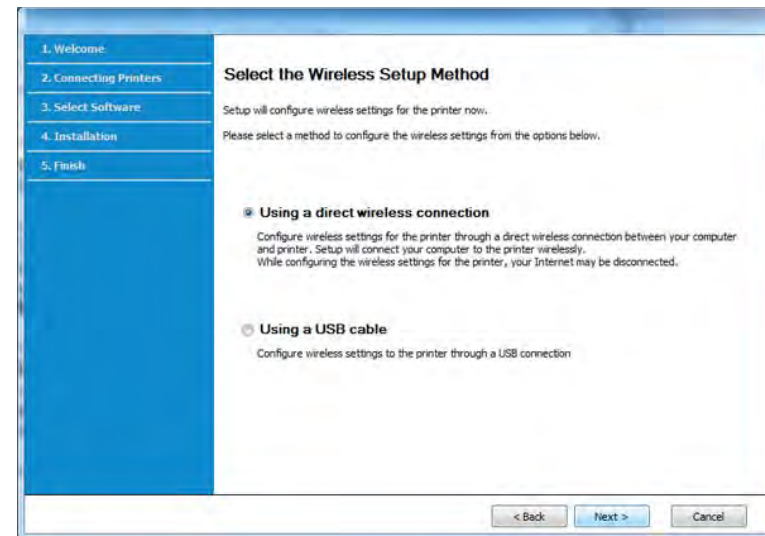 1. Welcome
2. Connecting Printers
3. Select Software
4. Installation
5. Finish
Select the Wireless Setup Method
Setup will configure wireless settings for the printer now.
Please select a method to configure the wireless settings from the options below.
Using a direct wireless connection
Configure wireless settings for the printer through a direct wireless connection between your computer
and printer. Setup will connect your computer to the printer wirelessly.
While configuring the wireless settings for the printer, your Internet may be disconnected.
Using a USB cable
Configure wireless settings to the printer through a USB connection
< Back
Next >
Cancel